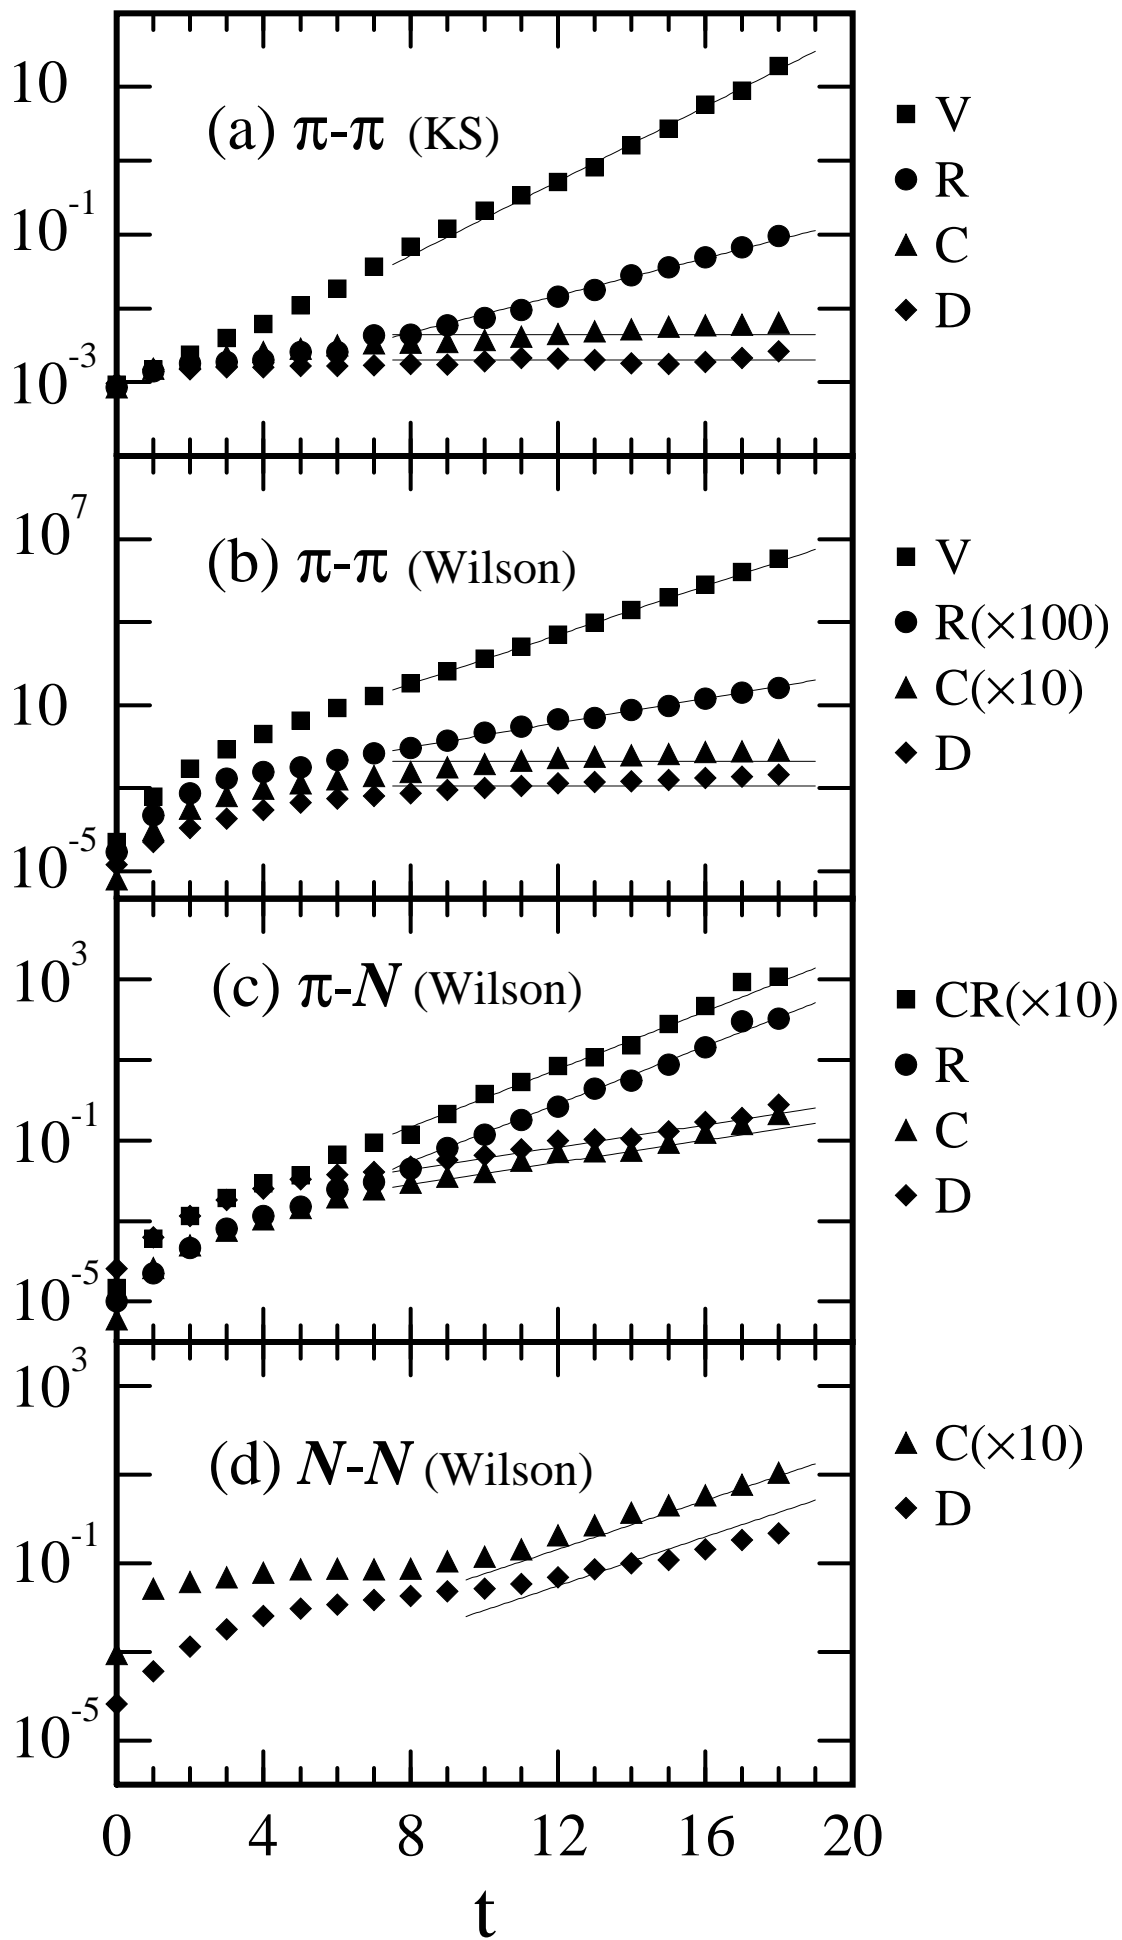 10
10^-1
10^-3
(a) π-π (KS)
V
R
C
D
10^7
10
10^-5
(b) π-π (Wilson)
V
R(×100)
C(×10)
D
10^3
10^-1
10^-5
(c) π-N (Wilson)
CR(×10)
R
C
D
10^3
10^-1
10^-5
(d) N-N (Wilson)
C(×10)
D
0 4 8 12 16 20
t